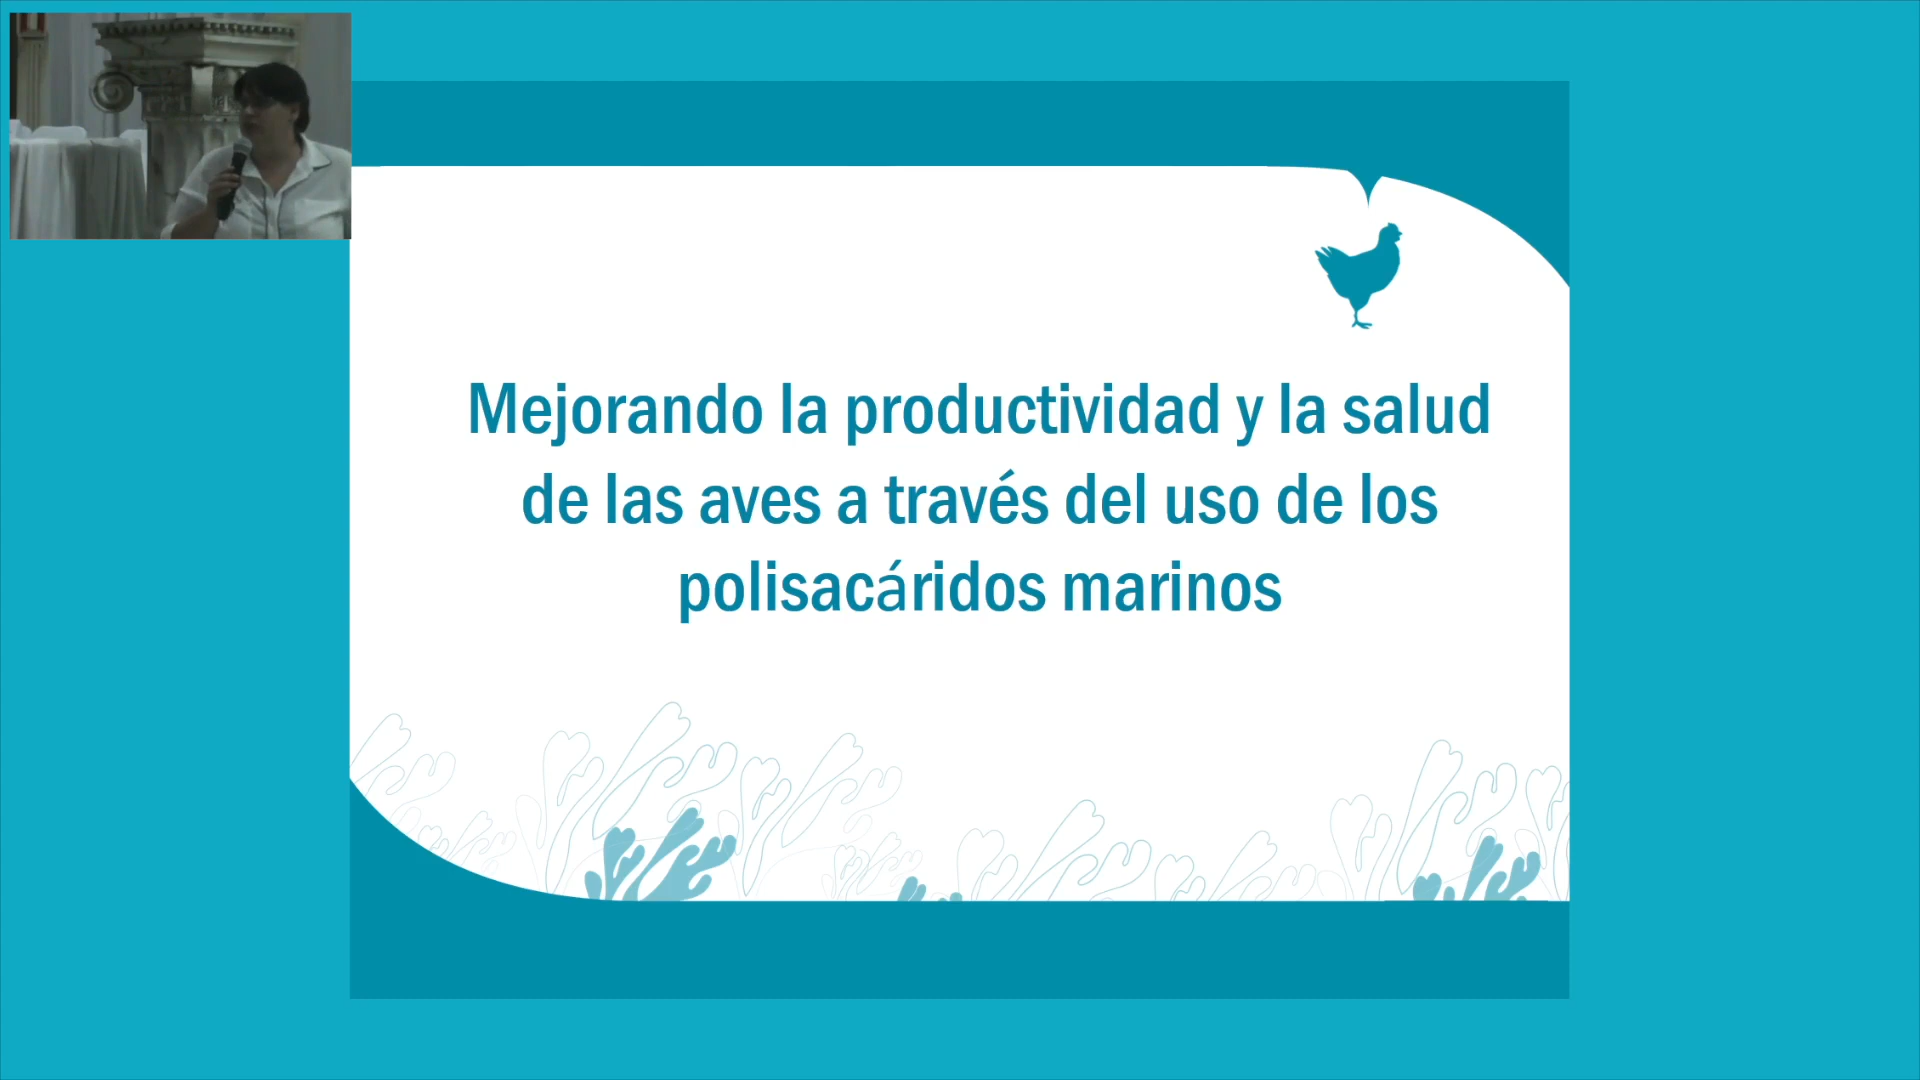 Mejorando la productividad y la salud
de las aves a través del uso de los
polisacáridos marinos